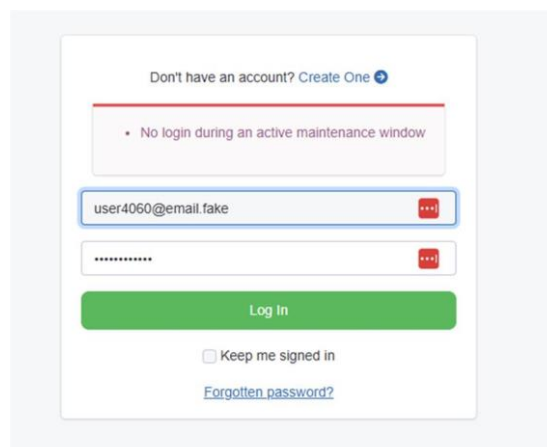 Don't have an account? Create One
No login during an active maintenance window
user4060@email.fake
Log In
Keep me signed in
Forgotten password?